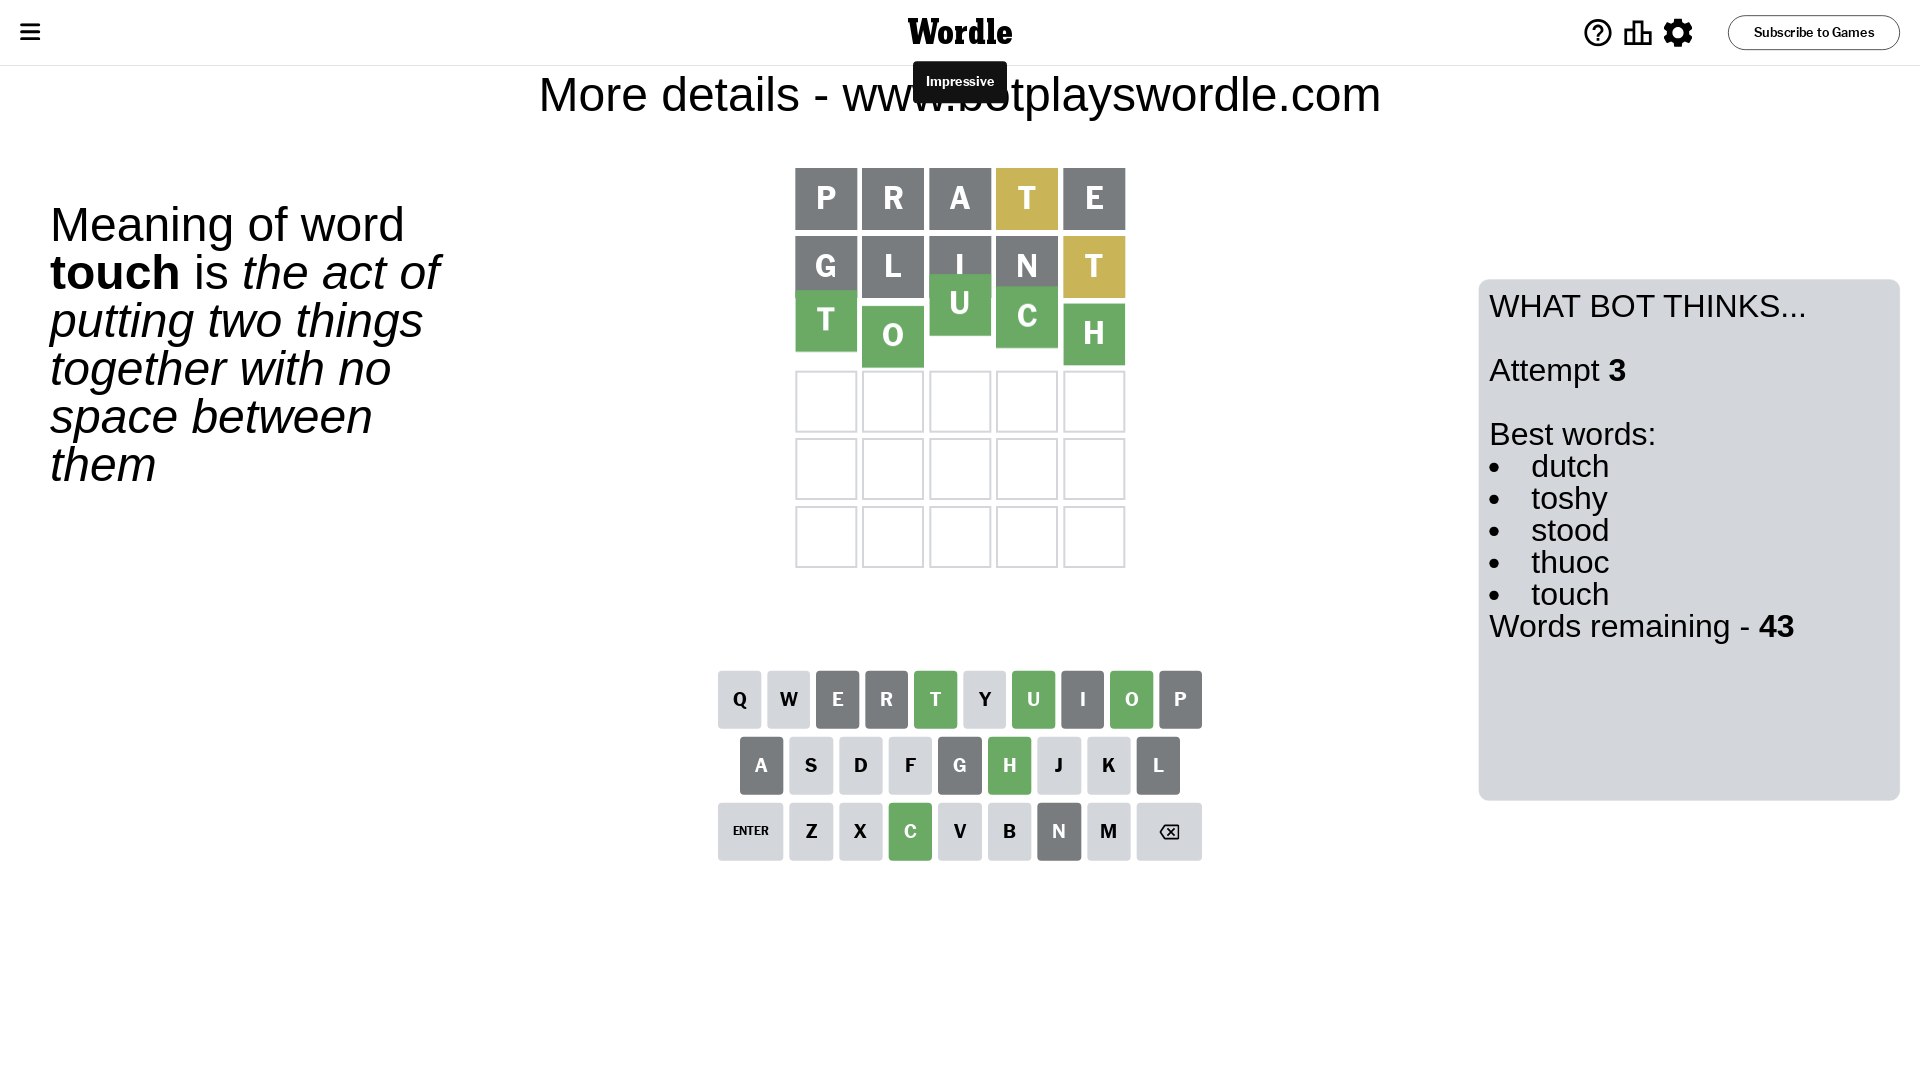 Wordle
Subscribe to Games
Impressive
More details - www.botplayswordle.com
Meaning of word
touch is the act of
putting two things
together with no
space between
them
P R A T E
G L I N T
T O U C H
WHAT BOT THINKS...
Attempt 3
Best words:
• dutch
• toshy
• stood
• thuoc
• touch
Words remaining - 43
Q W E R T Y U I O P
A S D F G H J K L
ENTER Z X C V B N M